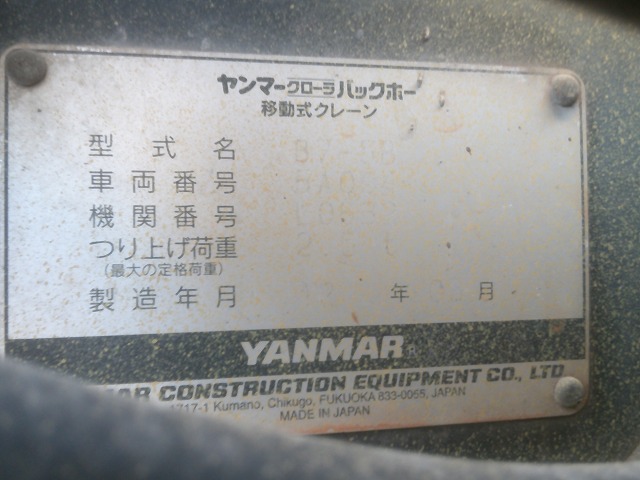 ヤンマークローラバックホー
移動式クレーン
型式名
車両番号
機関番号
つり上げ荷重
(最大の定格荷重)
製造年月 年 月
YANMAR
CONSTRUCTION EQUIPMENT CO., LTD
1717-1 Kumano, Chikugo, FUKUOKA 833-0055, JAPAN
MADE IN JAPAN